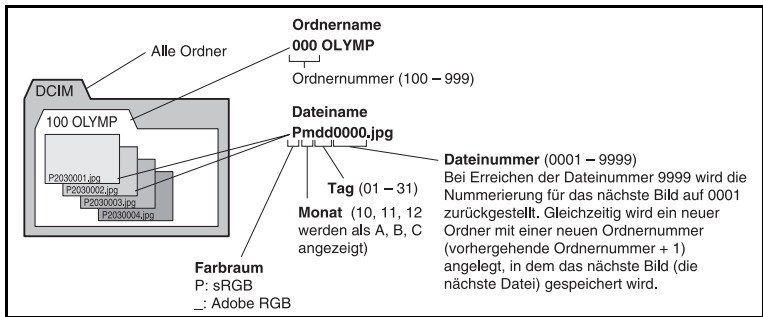 Ordnername
000 OLYMP
Ordnernummer (100 – 999)
Alle Ordner
DCIM
100 OLYMP
P2030001.jpg
P2030002.jpg
P2030003.jpg
P2030004.jpg
Dateiname
Pmdd0000.jpg
Dateinummer (0001 – 9999)
Bei Erreichen der Dateinummer 9999 wird die
Nummerierung für das nächste Bild auf 0001
zurückgestellt. Gleichzeitig wird ein neuer
Ordner mit einer neuen Ordnernummer
(vorhergehende Ordnernummer + 1)
angelegt, in dem das nächste Bild (die
nächste Datei) gespeichert wird.
Tag (01 – 31)
Monat (10, 11, 12
werden als A, B, C
angezeigt)
Farbraum
P: sRGB
_: Adobe RGB